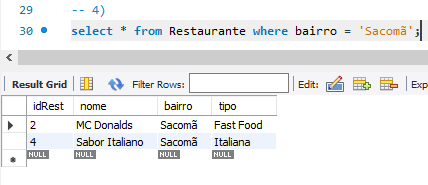 29 -- 4)
30 select * from Restaurante where bairro = 'Sacomã';
Result Grid Filter Rows: Edit: Exp
idRest nome bairro tipo
2 MC Donalds Sacomã Fast Food
4 Sabor Italiano Sacomã Italiana
NULL NULL NULL NULL